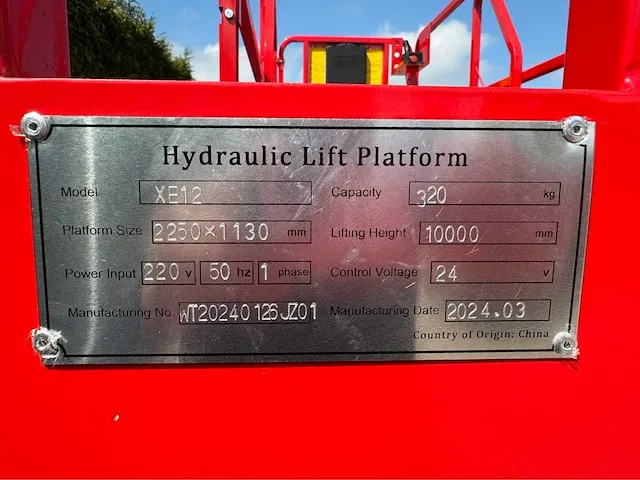 Hydraulic Lift Platform
Model XE12 Capacity 320 kg
Platform Size 2250×1130 mm Lifting Height 10000 mm
Power Input 220 v 50 hz 1 phase Control Voltage 24 v
Manufacturing No WT20240126JZ01 Manufacturing Date 2024.03
Country of Origin: China